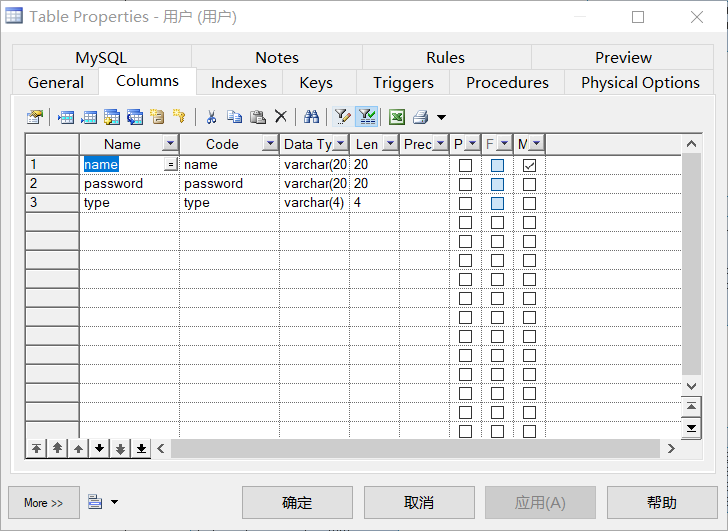 Table Properties - 用户 (用户)
MySQL Notes Rules Preview
General Columns Indexes Keys Triggers Procedures Physical Options
Name Code Data Ty Len Prec P F M
1 name = name varchar(20 20
2 password password varchar(20 20
3 type type varchar(4) 4
More >> 确定 取消 应用(A) 帮助